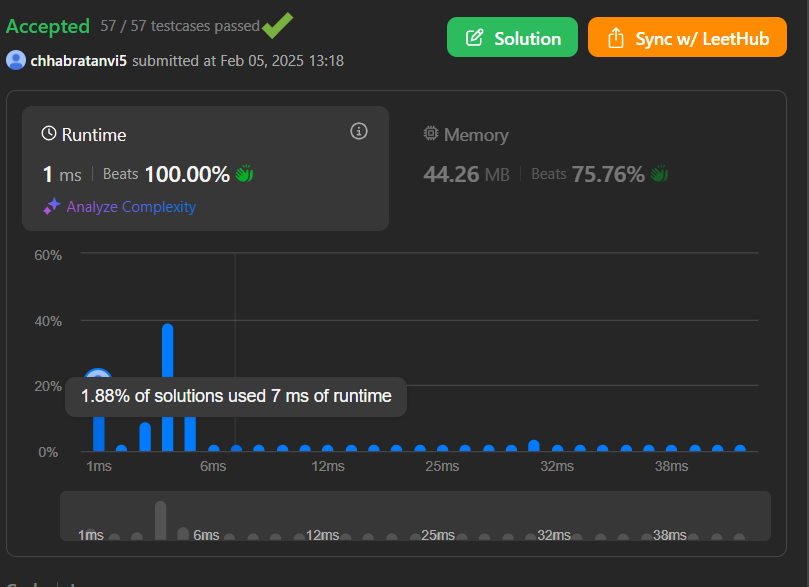 Accepted 57 / 57 testcases passed
Solution
Sync w/ LeetHub
chhabratanvi5 submitted at Feb 05, 2025 13:18
Runtime
1 ms Beats 100.00%
Analyze Complexity
Memory
44.26 MB Beats 75.76%
60%
40%
20%
0%
1.88% of solutions used 7 ms of runtime
1ms 6ms 12ms 25ms 32ms 38ms
1ms 6ms 12ms 25ms 32ms 38ms